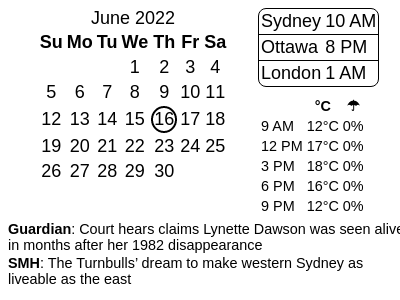 June 2022
Su Mo Tu We Th Fr Sa
1 2 3 4
5 6 7 8 9 10 11
12 13 14 15 16 17 18
19 20 21 22 23 24 25
26 27 28 29 30
Sydney 10 AM
Ottawa 8 PM
London 1 AM
°C ☂
9 AM 12°C 0%
12 PM 17°C 0%
3 PM 18°C 0%
6 PM 16°C 0%
9 PM 12°C 0%
Guardian: Court hears claims Lynette Dawson was seen alive
in months after her 1982 disappearance
SMH: The Turnbulls’ dream to make western Sydney as
liveable as the east